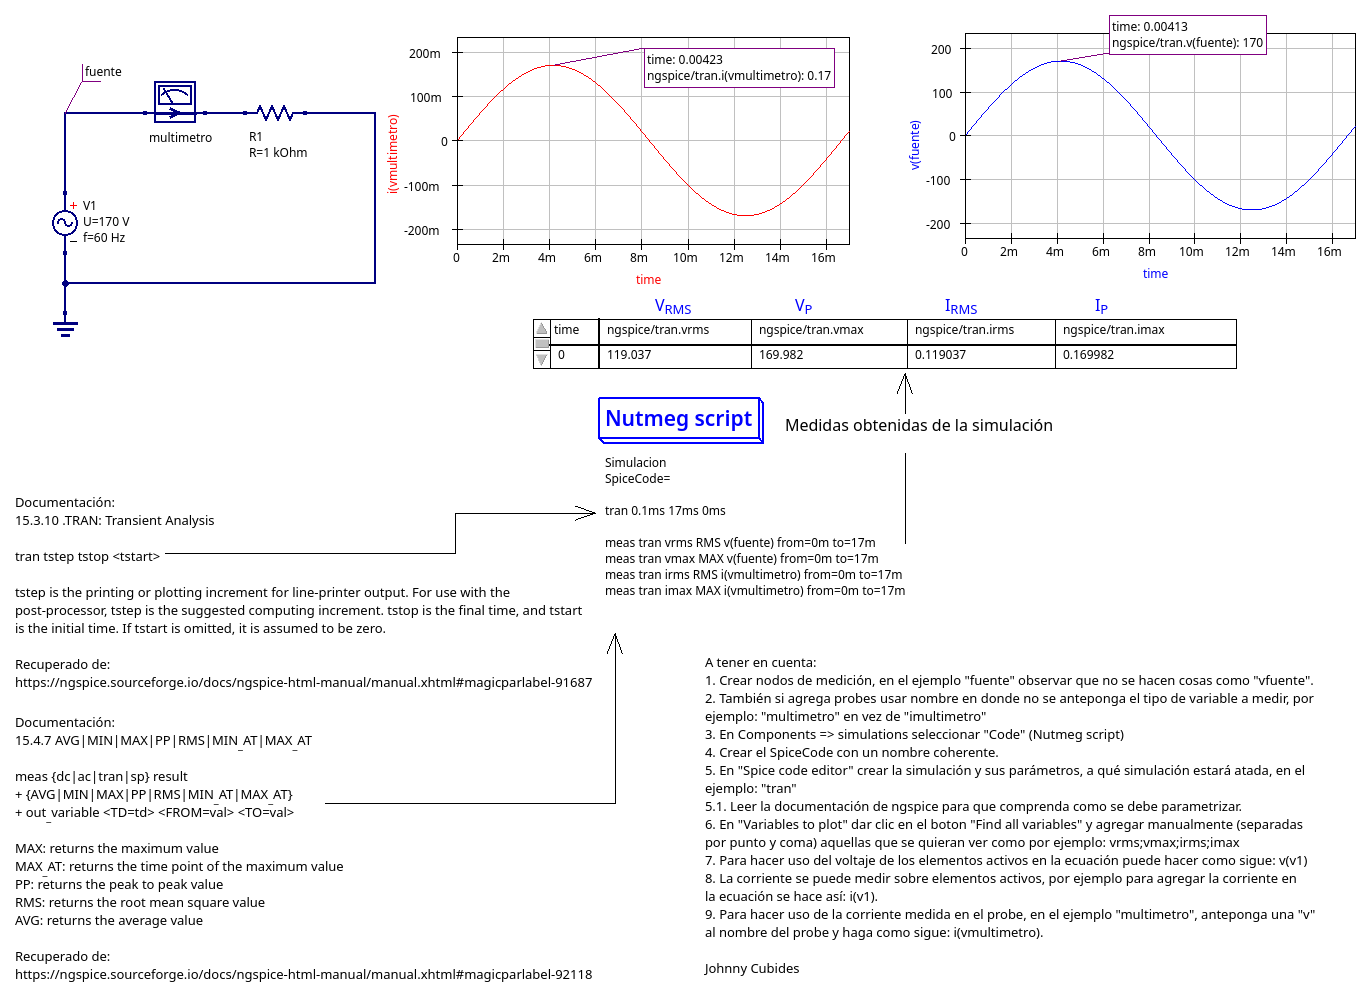 fuente
multimetro
R1
R=1 kOhm
+ V1
U=170 V
f=60 Hz
i(vmultimetro)
200m
100m
0
-100m
-200m
0 2m 4m 6m 8m 10m 12m 14m 16m
time
time: 0.00423
ngspice/tran.i(vmultimetro): 0.17
v(fuente)
200
100
0
-100
-200
0 2m 4m 6m 8m 10m 12m 14m 16m
time
time: 0.00413
ngspice/tran.v(fuente): 170
VRMS VP IRMS IP
time ngspice/tran.vrms ngspice/tran.vmax ngspice/tran.irms ngspice/tran.imax
0 119.037 169.982 0.119037 0.169982
Nutmeg script
Medidas obtenidas de la simulación
Simulacion
SpiceCode=
tran 0.1ms 17ms 0ms
meas tran vrms RMS v(fuente) from=0m to=17m
meas tran vmax MAX v(fuente) from=0m to=17m
meas tran irms RMS i(vmultimetro) from=0m to=17m
meas tran imax MAX i(vmultimetro) from=0m to=17m
Documentación:
15.3.10 .TRAN: Transient Analysis
tran tstep tstop <tstart>
tstep is the printing or plotting increment for line-printer output. For use with the
post-processor, tstep is the suggested computing increment. tstop is the final time, and tstart
is the initial time. If tstart is omitted, it is assumed to be zero.
Recuperado de:
https://ngspice.sourceforge.io/docs/ngspice-html-manual/manual.xhtml#magicparlabel-91687
Documentación:
15.4.7 AVG|MIN|MAX|PP|RMS|MIN_AT|MAX_AT
meas {dc|ac|tran|sp} result
+ {AVG|MIN|MAX|PP|RMS|MIN_AT|MAX_AT}
+ out_variable <TD=td> <FROM=val> <TO=val>
MAX: returns the maximum value
MAX_AT: returns the time point of the maximum value
PP: returns the peak to peak value
RMS: returns the root mean square value
AVG: returns the average value
Recuperado de:
https://ngspice.sourceforge.io/docs/ngspice-html-manual/manual.xhtml#magicparlabel-92118
A tener en cuenta:
1. Crear nodos de medición, en el ejemplo "fuente" observar que no se hacen cosas como "vfuente".
2. También si agrega probes usar nombre en donde no se anteponga el tipo de variable a medir, por
ejemplo: "multimetro" en vez de "imultimetro"
3. En Components => simulations seleccionar "Code" (Nutmeg script)
4. Crear el SpiceCode con un nombre coherente.
5. En "Spice code editor" crear la simulación y sus parámetros, a qué simulación estará atada, en el
ejemplo: "tran"
5.1. Leer la documentación de ngspice para que comprenda como se debe parametrizar.
6. En "Variables to plot" dar clic en el boton "Find all variables" y agregar manualmente (separadas
por punto y coma) aquellas que se quieran ver como por ejemplo: vrms;vmax;irms;imax
7. Para hacer uso del voltaje de los elementos activos en la ecuación puede hacer como sigue: v(v1)
8. La corriente se puede medir sobre elementos activos, por ejemplo para agregar la corriente en
la ecuación se hace así: i(v1).
9. Para hacer uso de la corriente medida en el probe, en el ejemplo "multimetro", anteponga una "v"
al nombre del probe y haga como sigue: i(vmultimetro).
Johnny Cubides